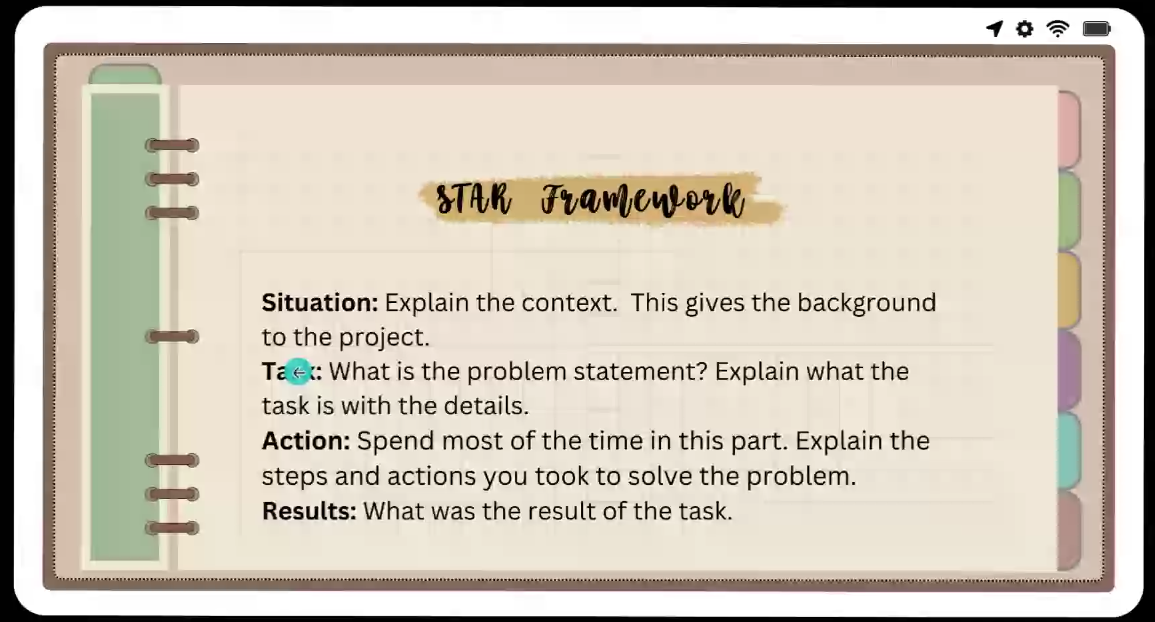 STAR Framework
Situation: Explain the context. This gives the background
to the project.
Task: What is the problem statement? Explain what the
task is with the details.
Action: Spend most of the time in this part. Explain the
steps and actions you took to solve the problem.
Results: What was the result of the task.